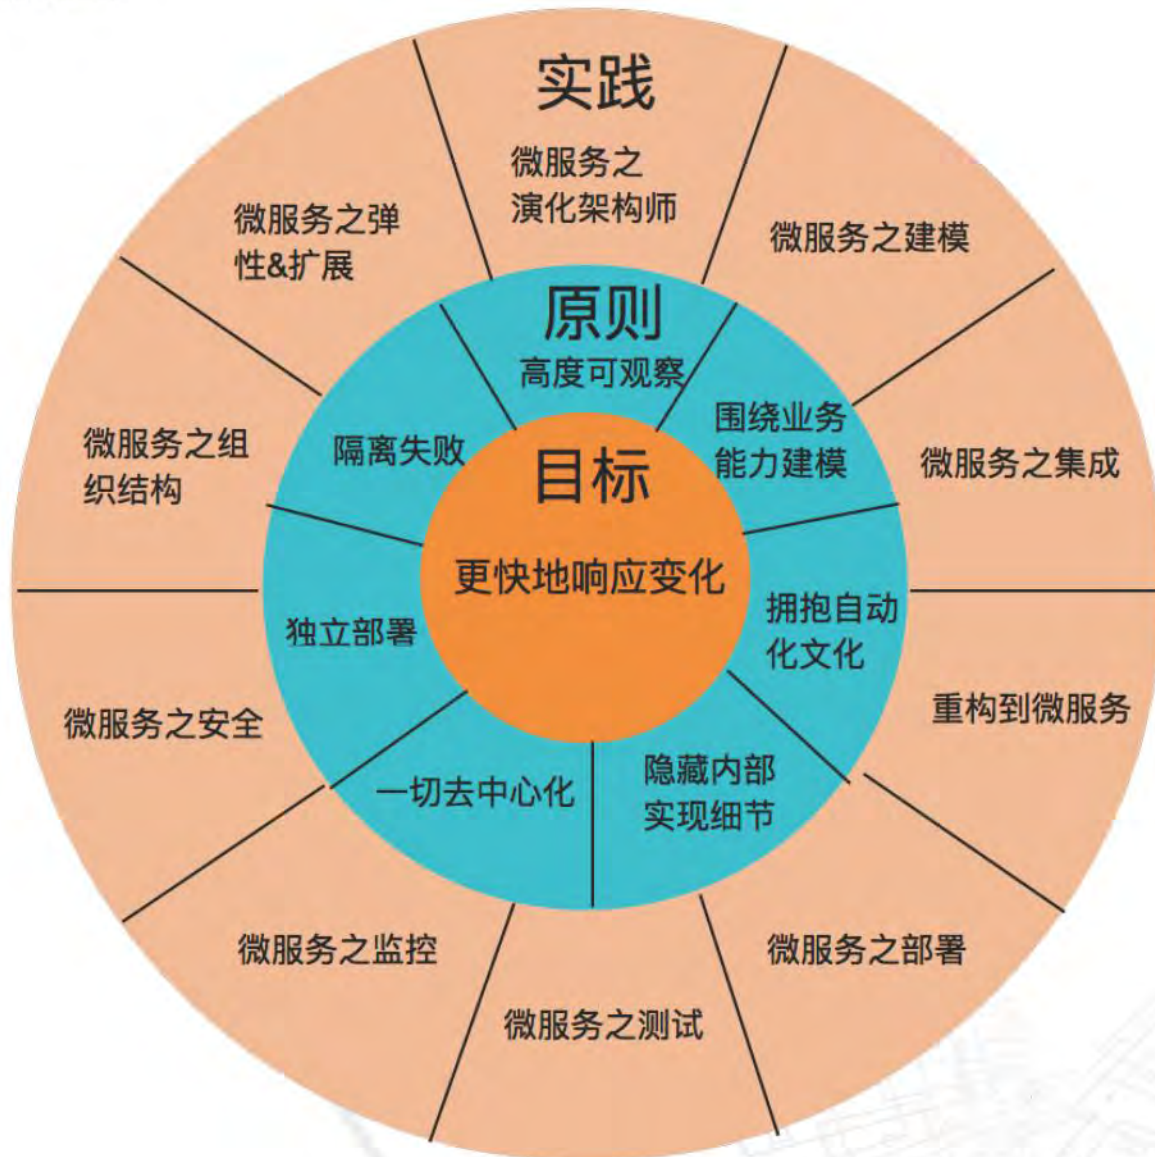 实践
微服务之
演化架构师
微服务之建模
微服务之集成
重构到微服务
微服务之部署
微服务之测试
微服务之监控
微服务之安全
微服务之组
织结构
微服务之弹
性&扩展
原则
高度可观察
围绕业务
能力建模
拥抱自动
化文化
隐藏内部
实现细节
一切去中心化
独立部署
隔离失败
目标
更快地响应变化